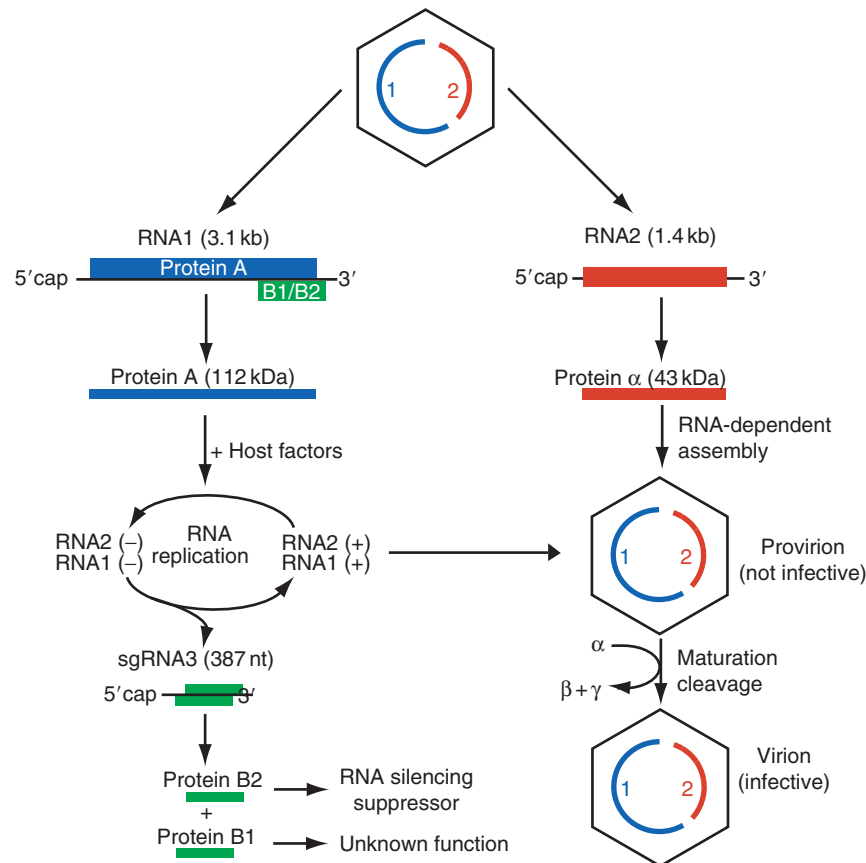 1 2
RNA1 (3.1 kb)
Protein A
5′cap 3′
B1/B2
Protein A (112 kDa)
+ Host factors
RNA2 (−)
RNA1 (−)
RNA
replication
RNA2 (+)
RNA1 (+)
sgRNA3 (387 nt)
5′cap 3′
Protein B2
RNA silencing
suppressor
+
Protein B1
Unknown function
RNA2 (1.4 kb)
5′cap 3′
Protein α (43 kDa)
RNA-dependent
assembly
1 2
Provirion
(not infective)
α
β + γ
Maturation
cleavage
1 2
Virion
(infective)